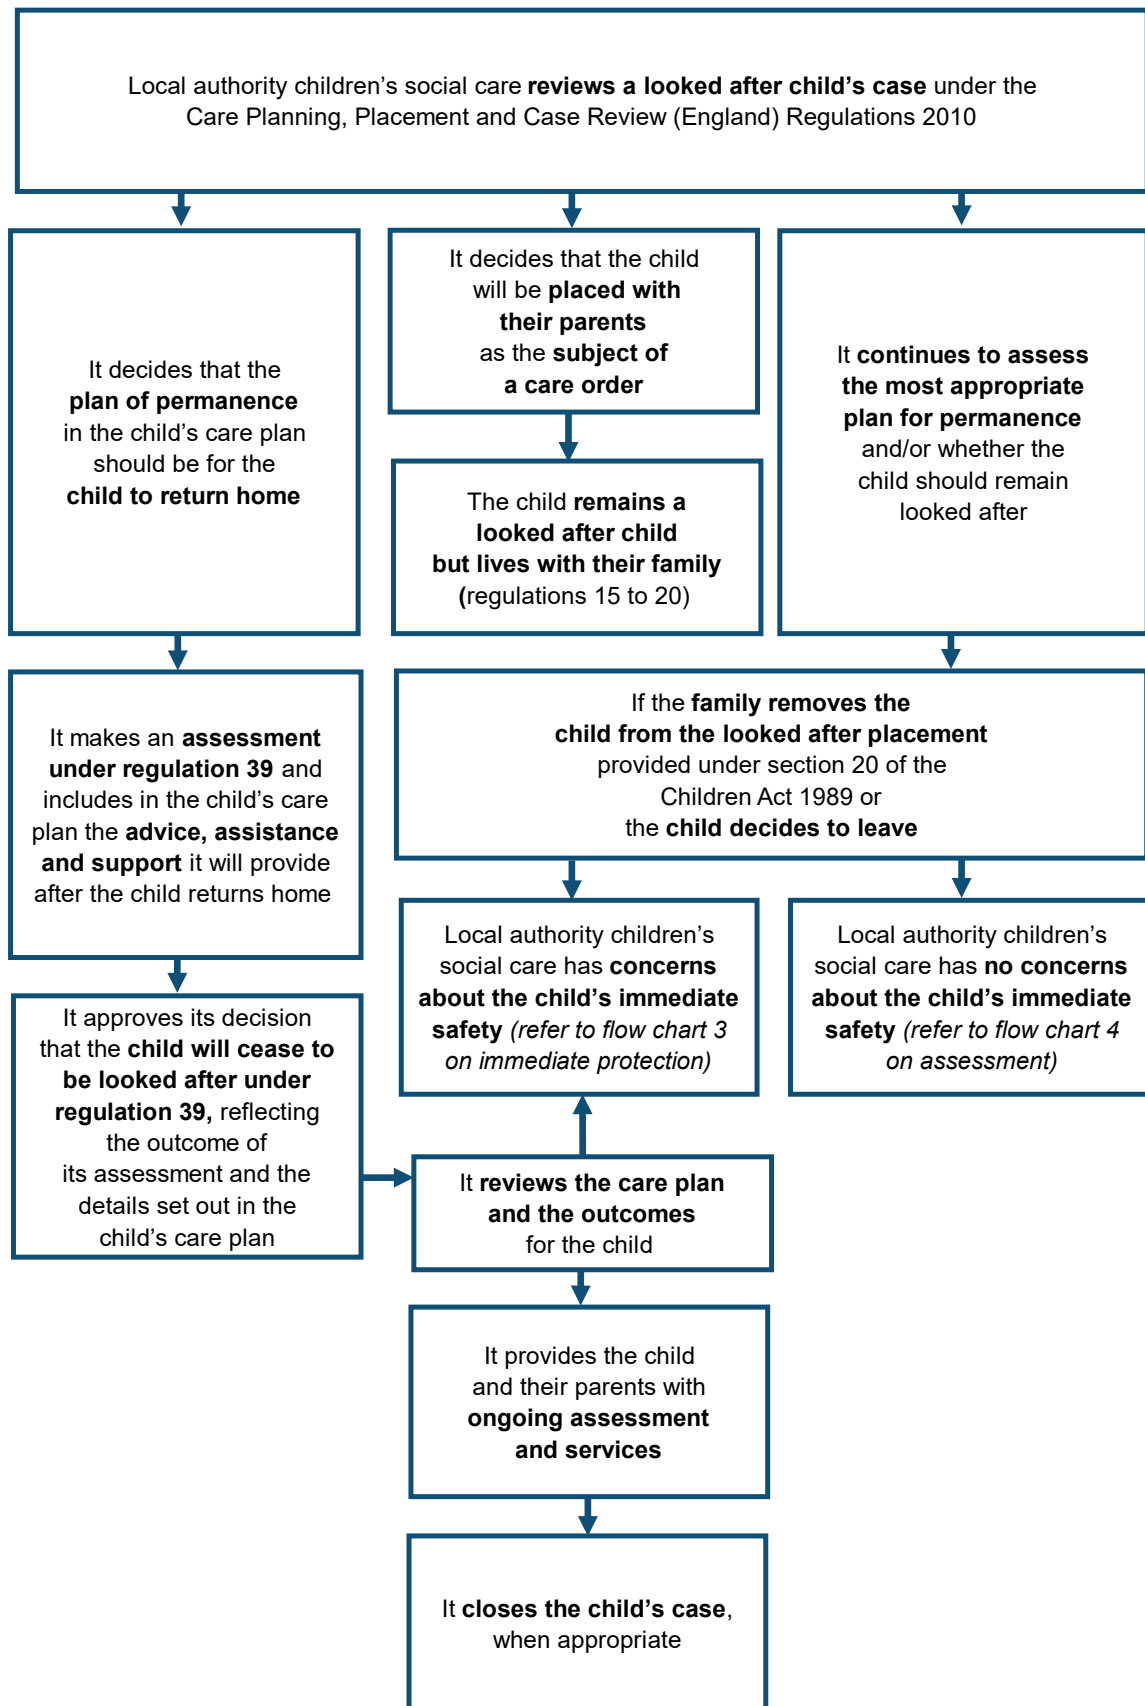 Local authority children’s social care reviews a looked after child’s case under the
Care Planning, Placement and Case Review (England) Regulations 2010
It decides that the
plan of permanence
in the child’s care plan
should be for the
child to return home
It decides that the child
will be placed with
their parents
as the subject of
a care order
The child remains a
looked after child
but lives with their family
(regulations 15 to 20)
It continues to assess
the most appropriate
plan for permanence
and/or whether the
child should remain
looked after
It makes an assessment
under regulation 39 and
includes in the child’s care
plan the advice, assistance
and support it will provide
after the child returns home
If the family removes the
child from the looked after placement
provided under section 20 of the
Children Act 1989 or
the child decides to leave
Local authority children’s
social care has concerns
about the child’s immediate
safety (refer to flow chart 3
on immediate protection)
Local authority children’s
social care has no concerns
about the child’s immediate
safety (refer to flow chart 4
on assessment)
It approves its decision
that the child will cease to
be looked after under
regulation 39, reflecting
the outcome of
its assessment and the
details set out in the
child’s care plan
It reviews the care plan
and the outcomes
for the child
It provides the child
and their parents with
ongoing assessment
and services
It closes the child’s case,
when appropriate